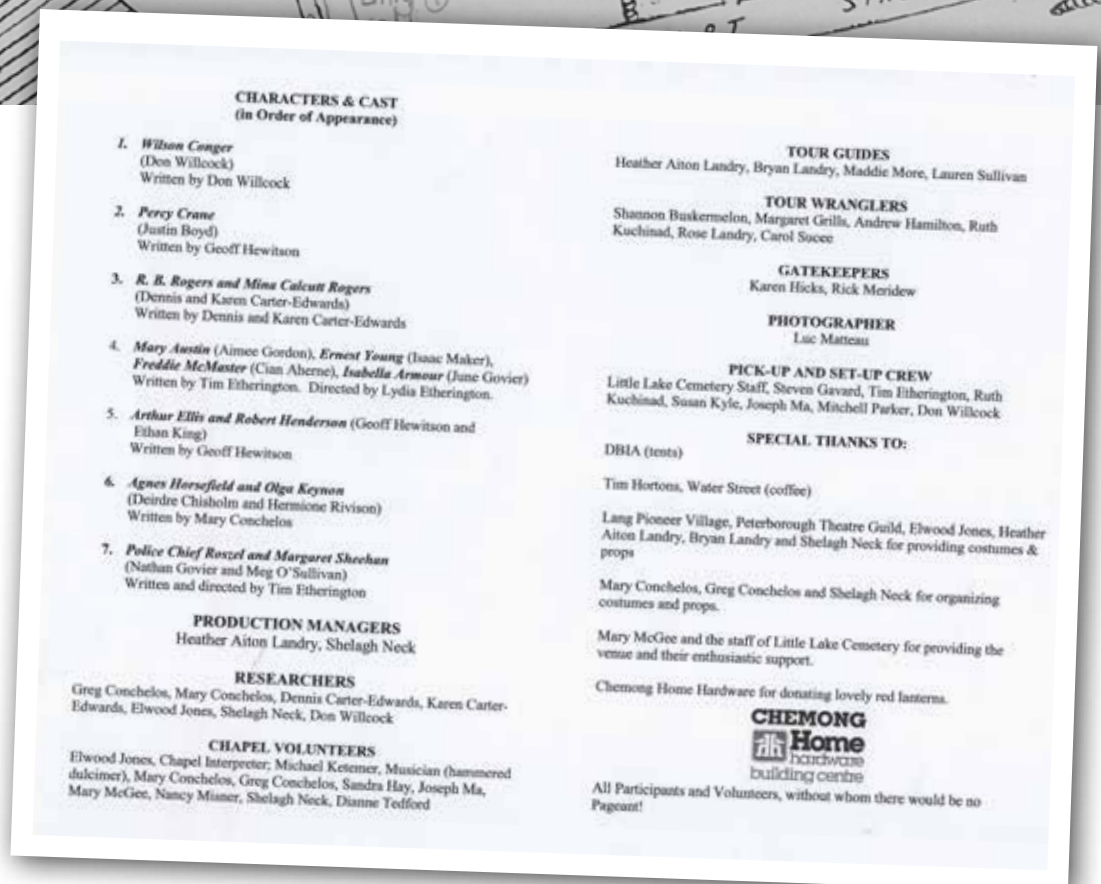 CHARACTERS & CAST
(in Order of Appearance)
1. Wilson Conger
(Don Willcock)
Written by Don Willcock
2. Percy Crane
(Justin Boyd)
Written by Geoff Hewitson
3. R. B. Rogers and Mina Calcutt Rogers
(Dennis and Karen Carter-Edwards)
Written by Dennis and Karen Carter-Edwards
4. Mary Austin (Aimee Gordon), Ernest Young (Isaac Maker),
Freddie McMaster (Cian Aherne), Isabella Armour (June Govier)
Written by Tim Etherington. Directed by Lydia Etherington.
5. Arthur Ellis and Robert Henderson (Geoff Hewitson and
Ethan King)
Written by Geoff Hewitson
6. Agnes Horsefield and Olga Keynon
(Deirdre Chisholm and Hermione Rivison)
Written by Mary Conchelos
7. Police Chief Roszel and Margaret Sheehan
(Nathan Govier and Meg O'Sullivan)
Written and directed by Tim Etherington
PRODUCTION MANAGERS
Heather Aiton Landry, Shelagh Neck
RESEARCHERS
Greg Conchelos, Mary Conchelos, Dennis Carter-Edwards, Karen Carter-
Edwards, Elwood Jones, Shelagh Neck, Don Willcock
CHAPEL VOLUNTEERS
Elwood Jones, Chapel Interpreter; Michael Ketemer, Musician (hammered
dulcimer), Mary Conchelos, Greg Conchelos, Sandra Hay, Joseph Ma,
Mary McGee, Nancy Misner, Shelagh Neck, Dianne Tedford
TOUR GUIDES
Heather Aiton Landry, Bryan Landry, Maddie More, Lauren Sullivan
TOUR WRANGLERS
Shannon Buskermelon, Margaret Grills, Andrew Hamilton, Ruth
Kuchinad, Rose Landry, Carol Sucee
GATEKEEPERS
Karen Hicks, Rick Meridew
PHOTOGRAPHER
Luc Matteau
PICK-UP AND SET-UP CREW
Little Lake Cemetery Staff, Steven Gavard, Tim Etherington, Ruth
Kuchinad, Susan Kyle, Joseph Ma, Mitchell Parker, Don Willcock
SPECIAL THANKS TO:
DBIA (tents)
Tim Hortons, Water Street (coffee)
Lang Pioneer Village, Peterborough Theatre Guild, Elwood Jones, Heather
Aiton Landry, Bryan Landry and Shelagh Neck for providing costumes &
props
Mary Conchelos, Greg Conchelos and Shelagh Neck for organizing
costumes and props.
Mary McGee and the staff of Little Lake Cemetery for providing the
venue and their enthusiastic support.
Chemong Home Hardware for donating lovely red lanterns.
CHEMONG
Home
hardware
building centre
All Participants and Volunteers, without whom there would be no
Pageant!